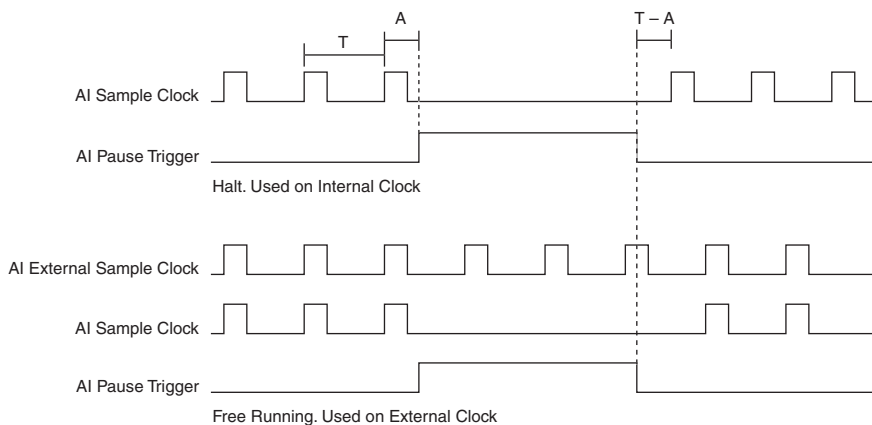 A
T – A
T
AI Sample Clock
AI Pause Trigger
Halt. Used on Internal Clock
AI External Sample Clock
AI Sample Clock
AI Pause Trigger
Free Running. Used on External Clock